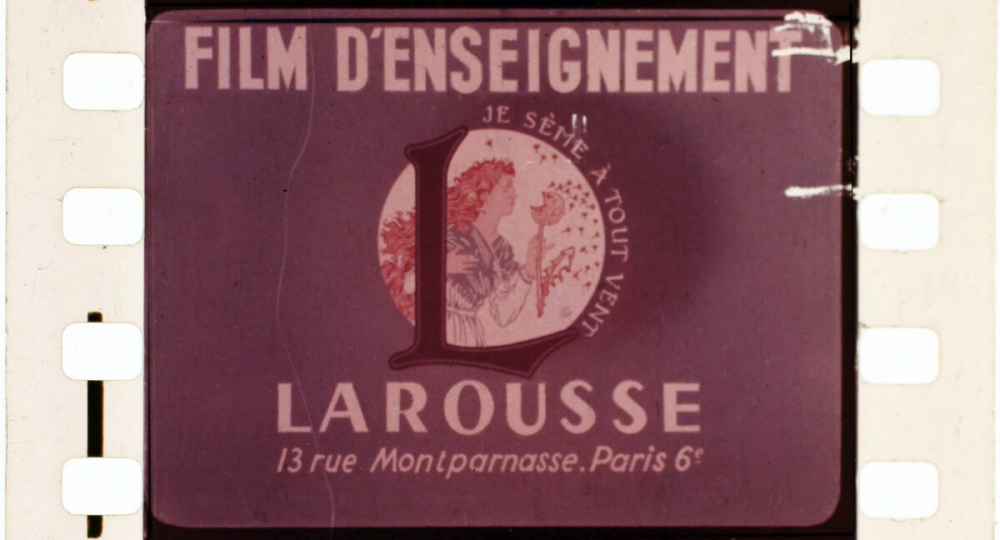 FILM D'ENSEIGNEMENT
JE SÈME À TOUT VENT
L
LAROUSSE
13 rue Montparnasse. Paris 6e